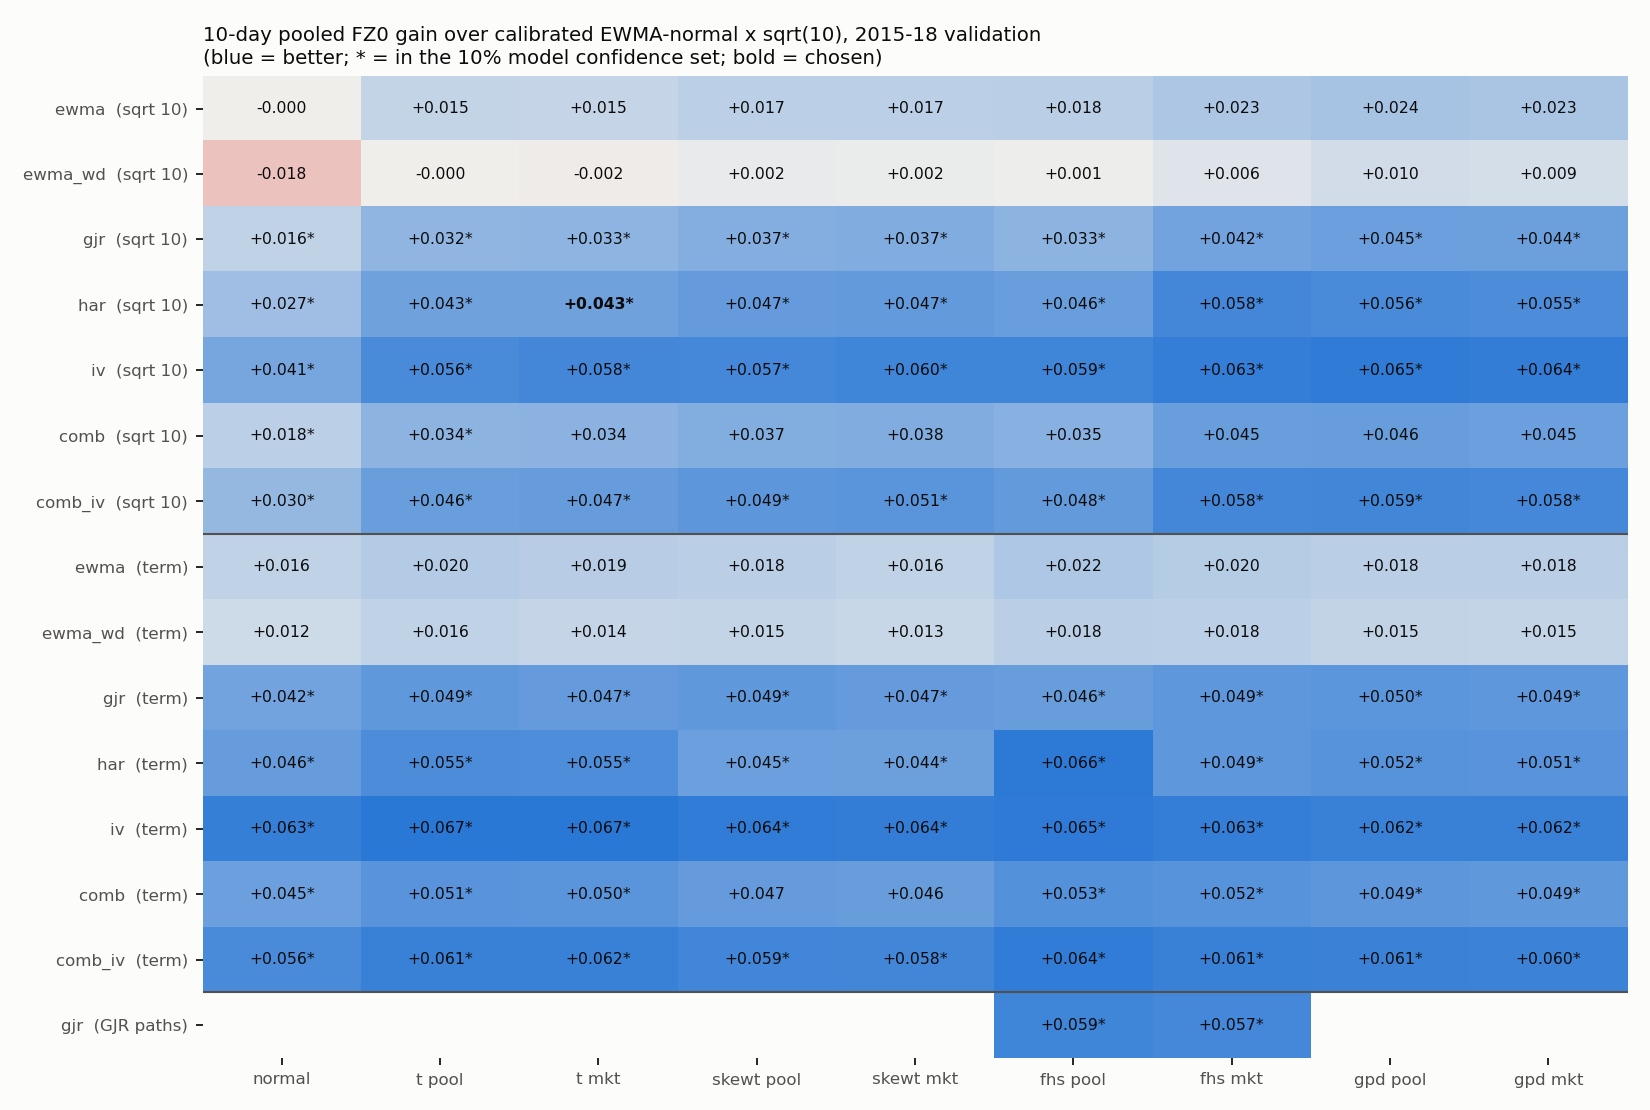 10-day pooled FZ0 gain over calibrated EWMA-normal x sqrt(10), 2015-18 validation
(blue = better; * = in the 10% model confidence set; bold = chosen)
ewma (sqrt 10) -0.000 +0.015 +0.015 +0.017 +0.017 +0.018 +0.023 +0.024 +0.023
ewma_wd (sqrt 10) -0.018 -0.000 -0.002 +0.002 +0.002 +0.001 +0.006 +0.010 +0.009
gjr (sqrt 10) +0.016* +0.032* +0.033* +0.037* +0.037* +0.033* +0.042* +0.045* +0.044*
har (sqrt 10) +0.027* +0.043* +0.043* +0.047* +0.047* +0.046* +0.058* +0.056* +0.055*
iv (sqrt 10) +0.041* +0.056* +0.058* +0.057* +0.060* +0.059* +0.063* +0.065* +0.064*
comb (sqrt 10) +0.018* +0.034* +0.034 +0.037 +0.038 +0.035 +0.045 +0.046 +0.045
comb_iv (sqrt 10) +0.030* +0.046* +0.047* +0.049* +0.051* +0.048* +0.058* +0.059* +0.058*
ewma (term) +0.016 +0.020 +0.019 +0.018 +0.016 +0.022 +0.020 +0.018 +0.018
ewma_wd (term) +0.012 +0.016 +0.014 +0.015 +0.013 +0.018 +0.018 +0.015 +0.015
gjr (term) +0.042* +0.049* +0.047* +0.049* +0.047* +0.046* +0.049* +0.050* +0.049*
har (term) +0.046* +0.055* +0.055* +0.045* +0.044* +0.066* +0.049* +0.052* +0.051*
iv (term) +0.063* +0.067* +0.067* +0.064* +0.064* +0.065* +0.063* +0.062* +0.062*
comb (term) +0.045* +0.051* +0.050* +0.047 +0.046 +0.053* +0.052* +0.049* +0.049*
comb_iv (term) +0.056* +0.061* +0.062* +0.059* +0.058* +0.064* +0.061* +0.061* +0.060*
gjr (GJR paths) +0.059* +0.057*
normal t pool t mkt skewt pool skewt mkt fhs pool fhs mkt gpd pool gpd mkt